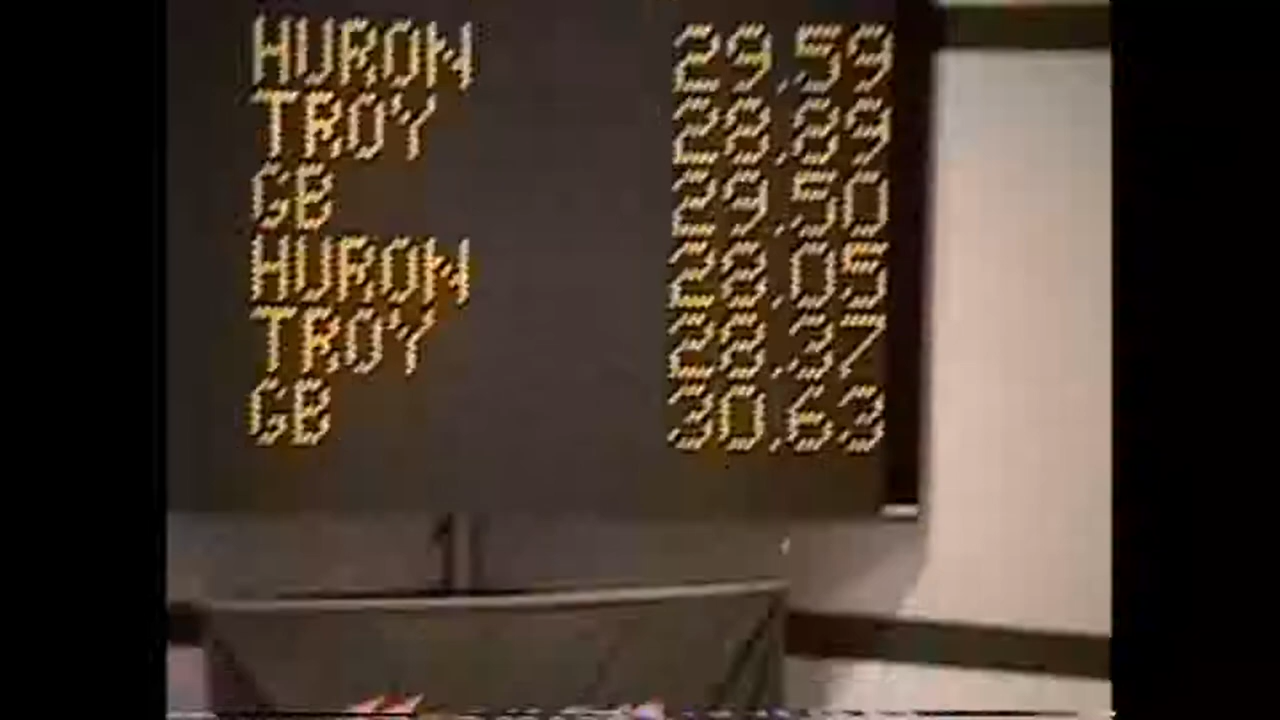 HURON 29.59
TROY 28.89
GB 29.50
HURON 28.05
TROY 28.37
GB 30.63